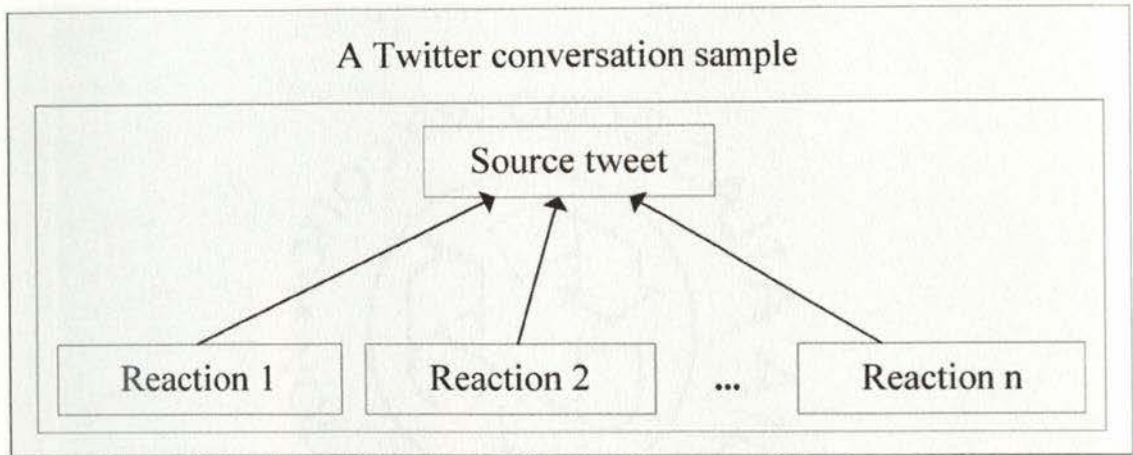 A Twitter conversation sample
Source tweet
Reaction 1 Reaction 2 ... Reaction n